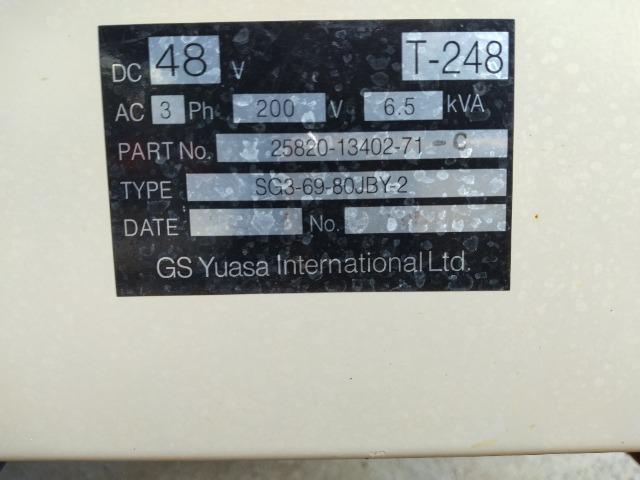 DC 48 V T-248
AC 3 Ph 200 V 6.5 kVA
PART No. 25820-13402-71 - C
TYPE SG3-69-80JBY-2
DATE No.
GS Yuasa International Ltd.